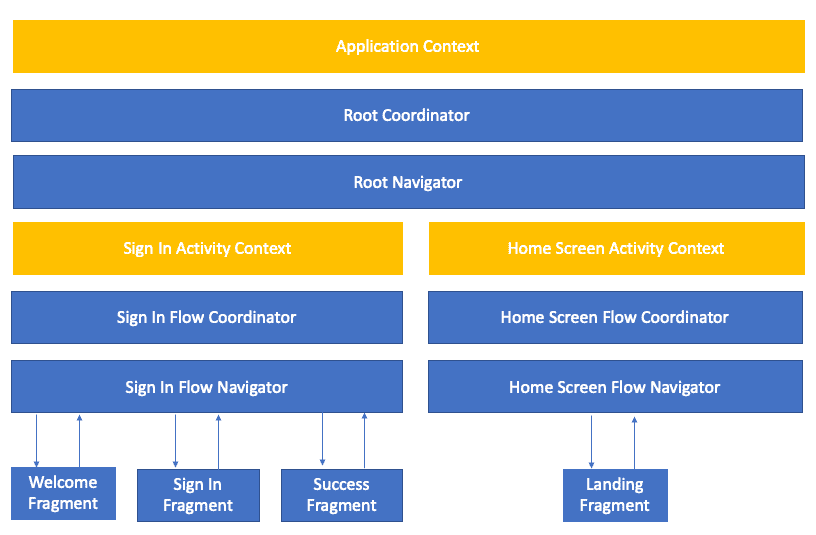 Application Context
Root Coordinator
Root Navigator
Sign In Activity Context
Home Screen Activity Context
Sign In Flow Coordinator
Home Screen Flow Coordinator
Sign In Flow Navigator
Home Screen Flow Navigator
Welcome
Fragment
Sign In
Fragment
Success
Fragment
Landing
Fragment